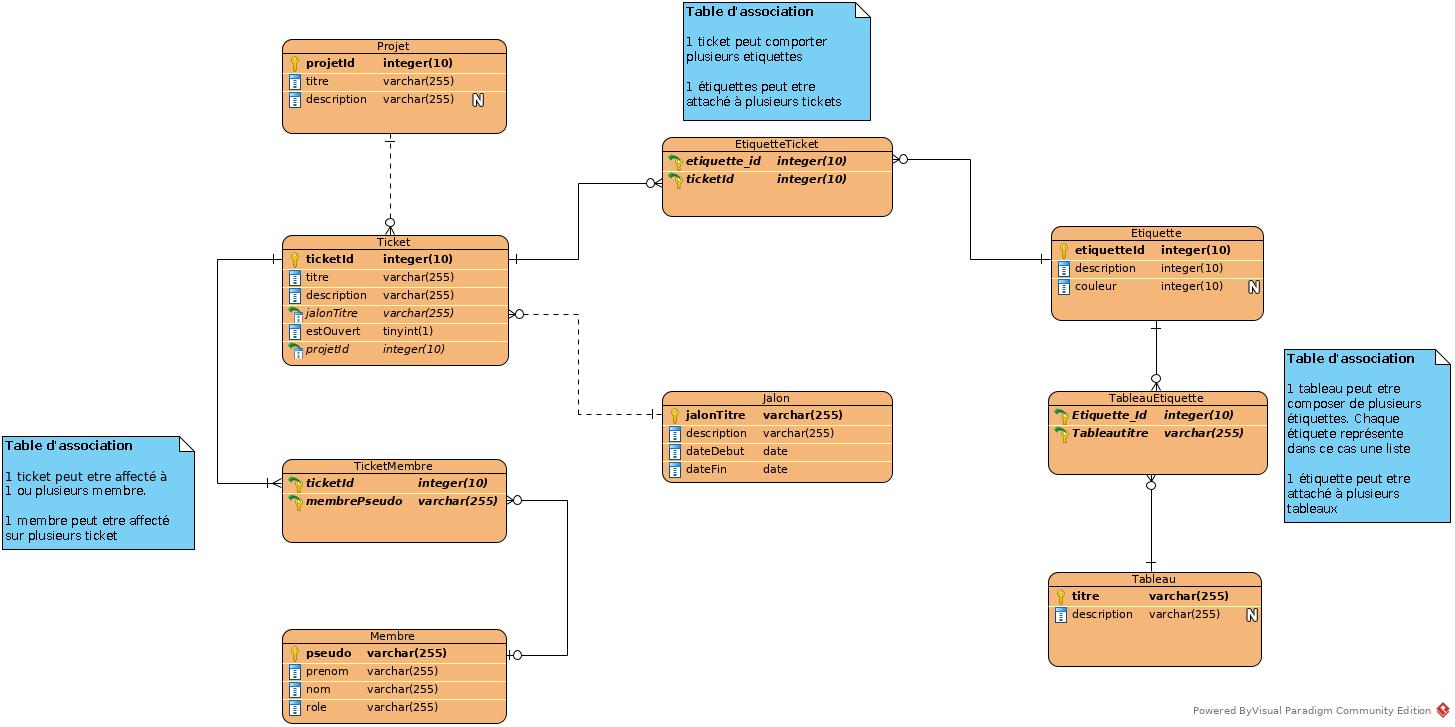 Table d'association
1 ticket peut comporter
plusieurs etiquettes
1 étiquettes peut etre
attaché à plusieurs tickets
Projet
projetId integer(10)
titre varchar(255)
description varchar(255) N
EtiquetteTicket
etiquette_id integer(10)
ticketId integer(10)
Ticket
ticketId integer(10)
titre varchar(255)
description varchar(255)
jalonTitre varchar(255)
estOuvert tinyint(1)
projetId integer(10)
Etiquette
etiquetteId integer(10)
description integer(10)
couleur integer(10) N
Jalon
jalonTitre varchar(255)
description varchar(255)
dateDebut date
dateFin date
TableauEtiquette
Etiquette_Id integer(10)
Tableautitre varchar(255)
Table d'association
1 tableau peut etre
composer de plusieurs
étiquettes. Chaque
étiquete représente
dans ce cas une liste
1 étiquette peut etre
attaché à plusieurs
tableaux
Table d'association
1 ticket peut etre affecté à
1 ou plusieurs membre.
1 membre peut etre affecté
sur plusieurs ticket
TicketMembre
ticketId integer(10)
membrePseudo varchar(255)
Tableau
titre varchar(255)
description varchar(255) N
Membre
pseudo varchar(255)
prenom varchar(255)
nom varchar(255)
role varchar(255)
Powered ByVisual Paradigm Community Edition